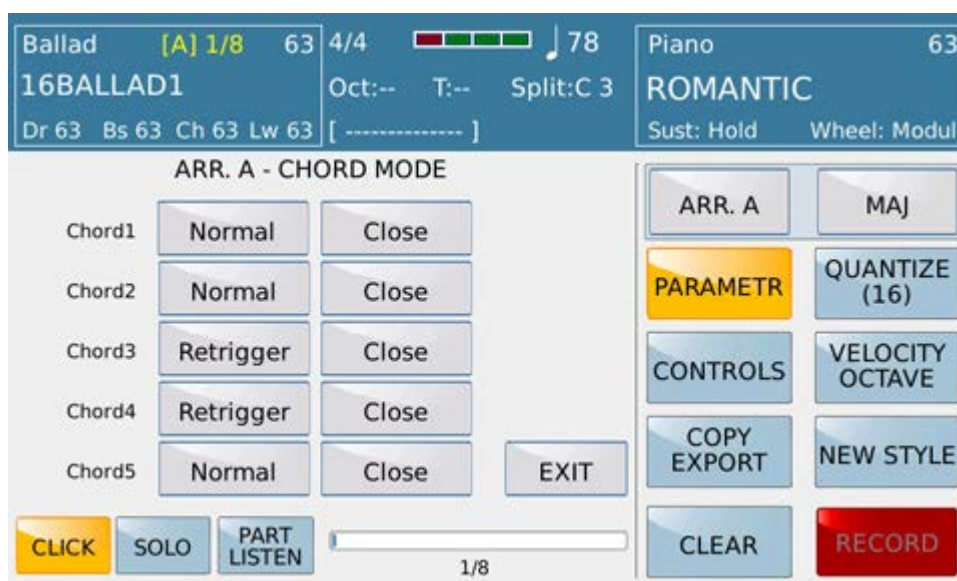 Ballad [A] 1/8 63
16BALLAD1
Dr 63 Bs 63 Ch 63 Lw 63
4/4 78
Oct:-- T:-- Split:C 3
[ -------------- ]
Piano 63
ROMANTIC
Sust: Hold Wheel: Modul
ARR. A - CHORD MODE
Chord1 Normal Close
Chord2 Normal Close
Chord3 Retrigger Close
Chord4 Retrigger Close
Chord5 Normal Close EXIT
CLICK SOLO PART
LISTEN
1/8
ARR. A MAJ
PARAMETR QUANTIZE
(16)
CONTROLS VELOCITY
OCTAVE
COPY
EXPORT NEW STYLE
CLEAR RECORD